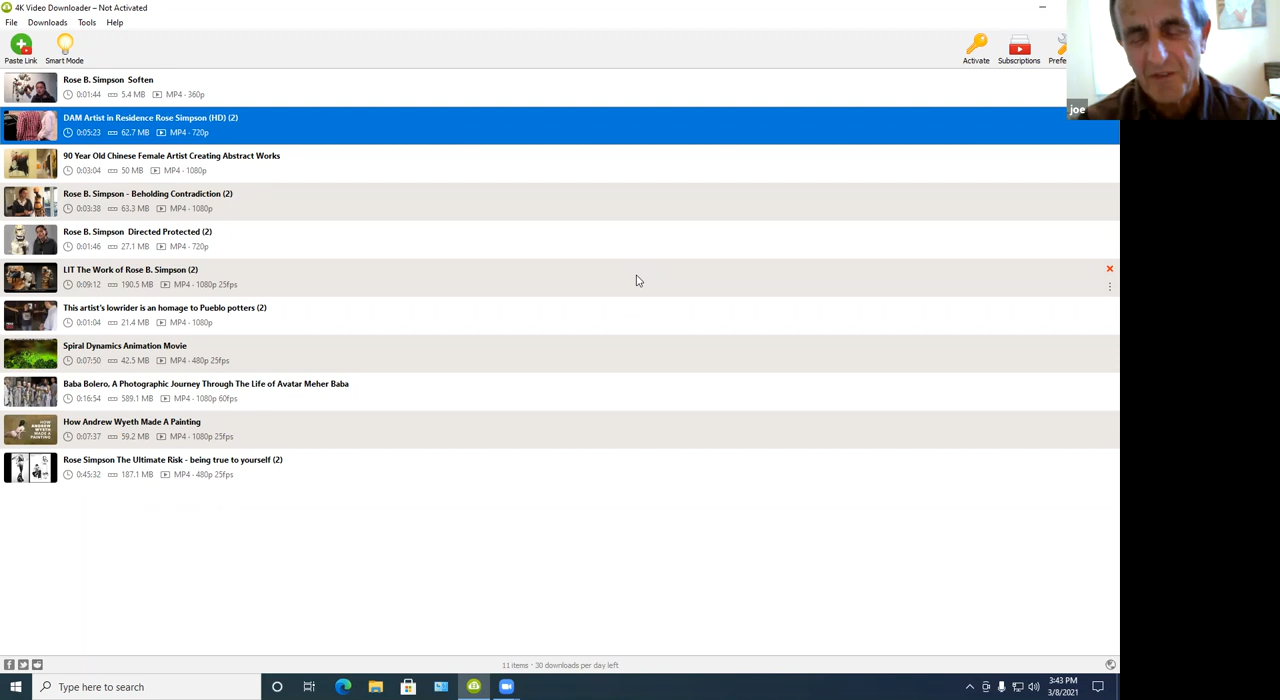 4K Video Downloader – Not Activated
File Downloads Tools Help
Paste Link Smart Mode Activate Subscriptions Prefe
joe
Rose B. Simpson Soften
0:01:44 5.4 MB MP4 - 360p
DAM Artist in Residence Rose Simpson (HD) (2)
0:05:23 62.7 MB MP4 - 720p
90 Year Old Chinese Female Artist Creating Abstract Works
0:03:04 50 MB MP4 - 1080p
Rose B. Simpson - Beholding Contradiction (2)
0:03:38 63.3 MB MP4 - 1080p
Rose B. Simpson Directed Protected (2)
0:01:46 27.1 MB MP4 - 720p
LIT The Work of Rose B. Simpson (2)
0:09:12 190.5 MB MP4 - 1080p 25fps
This artist's lowrider is an homage to Pueblo potters (2)
0:01:04 21.4 MB MP4 - 1080p
Spiral Dynamics Animation Movie
0:07:50 42.5 MB MP4 - 480p 25fps
Baba Bolero, A Photographic Journey Through The Life of Avatar Meher Baba
0:16:54 589.1 MB MP4 - 1080p 60fps
How Andrew Wyeth Made A Painting
0:07:37 59.2 MB MP4 - 1080p 25fps
HOW ANDREW WYETH MADE A PAINTING
Rose Simpson The Ultimate Risk - being true to yourself (2)
0:45:32 187.1 MB MP4 - 480p 25fps
11 items - 30 downloads per day left
Type here to search
3:43 PM
3/8/2021